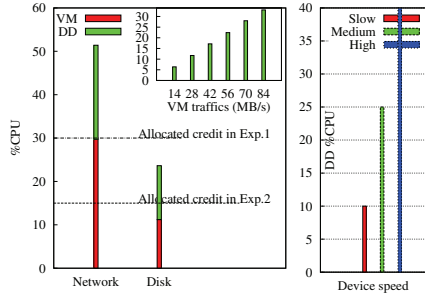 60
50
40
30
20
10
0
%CPU
VM
DD
30
25
20
15
10
5
0
14 28 42 56 70 84
VM traffics (MB/s)
Allocated credit in Exp.1
Allocated credit in Exp.2
Network Disk
40
35
30
25
20
15
10
5
0
DD %CPU
Slow
Medium
High
Device speed